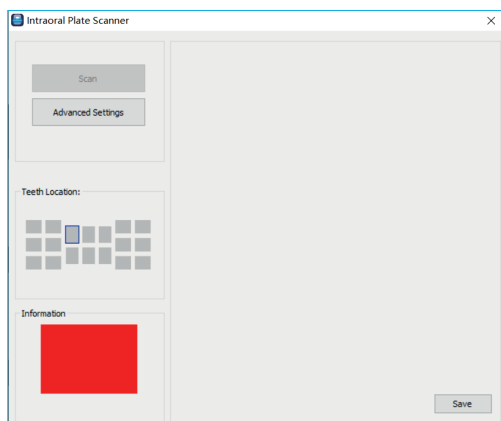 Intraoral Plate Scanner
Scan
Advanced Settings
Teeth Location:
Information
Save